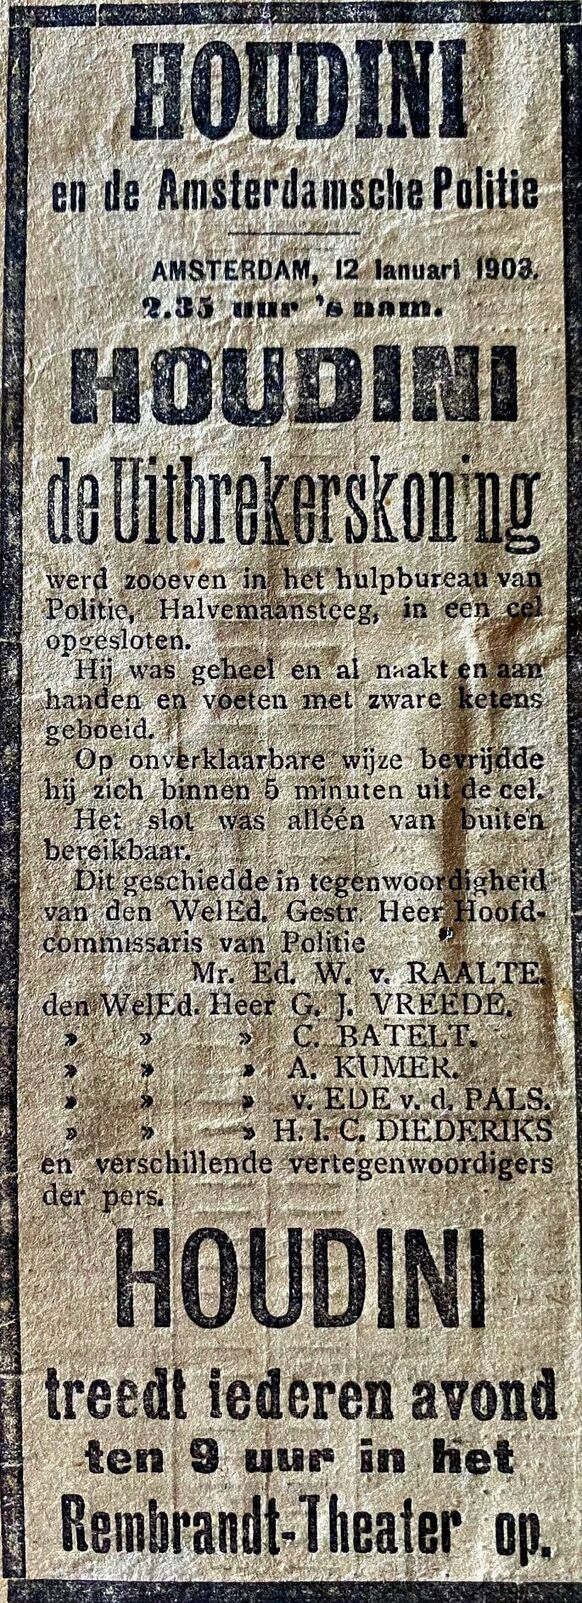 HOUDINI
en de Amsterdamsche Politie
AMSTERDAM, 12 Ianuari 1903.
2.35 uur 's nam.
HOUDINI
de Uitbrekerskoning
werd zooeven in het hulpbureau van
Politie, Halvemaansteeg, in een cel
opgesloten.
Hij was geheel en al naakt en aan
handen en voeten met zware ketens
geboeid.
Op onverklaarbare wijze bevrijdde
hij zich binnen 5 minuten uit de cel.
Het slot was alléén van buiten
bereikbaar.
Dit geschiedde in tegenwoordigheid
van den WelEd. Gestr. Heer Hoofd-
commissaris van Politie
Mr. Ed. W. v. RAALTE.
den WelEd. Heer G. J. VREEDE.
» » » C. BATELT.
» » » A. KUMER.
» » » v. EDE v. d. PALS.
» » » H. I. C. DIEDERIKS
en verschillende vertegenwoordigers
der pers.
HOUDINI
treedt iederen avond
ten 9 uur in het
Rembrandt-Theater op.